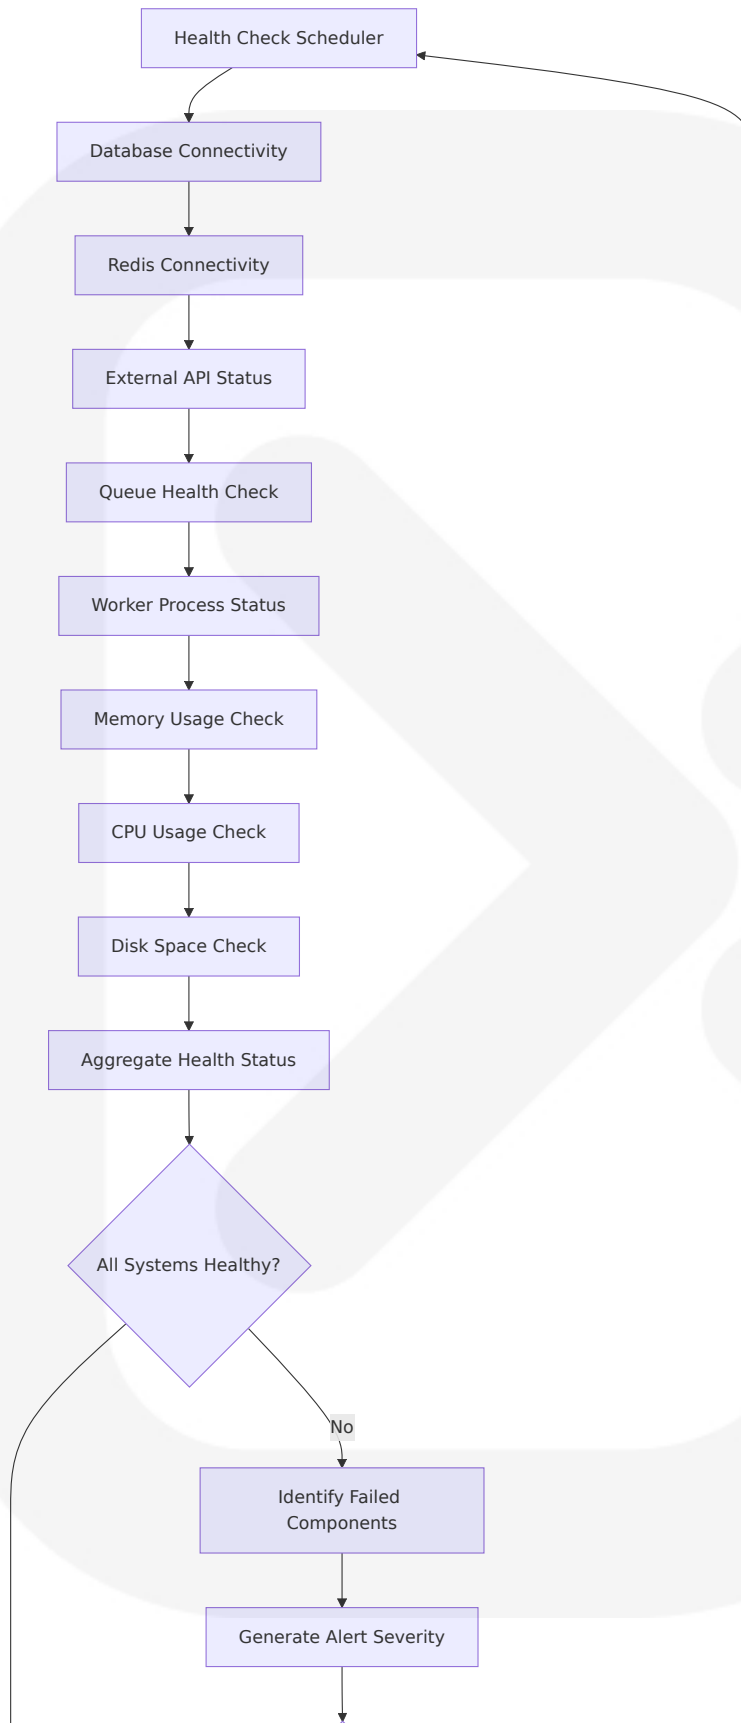 Health Check Scheduler
Database Connectivity
Redis Connectivity
External API Status
Queue Health Check
Worker Process Status
Memory Usage Check
CPU Usage Check
Disk Space Check
Aggregate Health Status
All Systems Healthy?
No
Identify Failed
Components
Generate Alert Severity